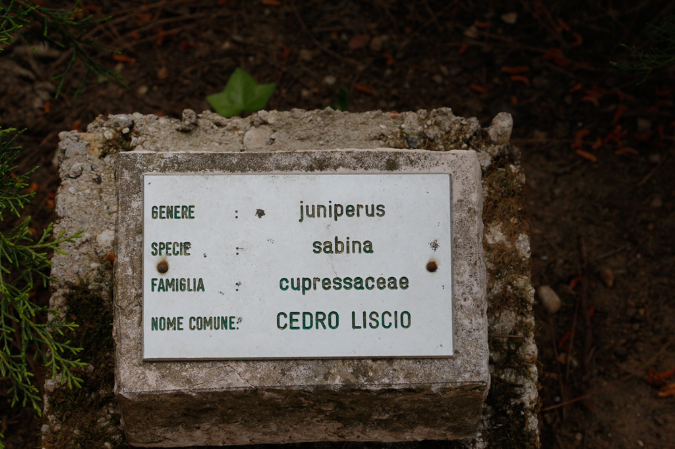 GENERE : juniperus
SPECIE : sabina
FAMIGLIA : cupressaceae
NOME COMUNE: CEDRO LISCIO